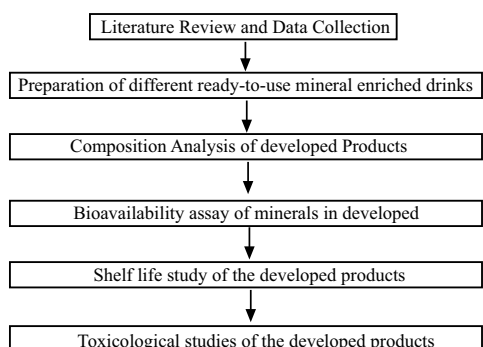 Literature Review and Data Collection
Preparation of different ready-to-use mineral enriched drinks
Composition Analysis of developed Products
Bioavailability assay of minerals in developed
Shelf life study of the developed products
Toxicological studies of the developed products